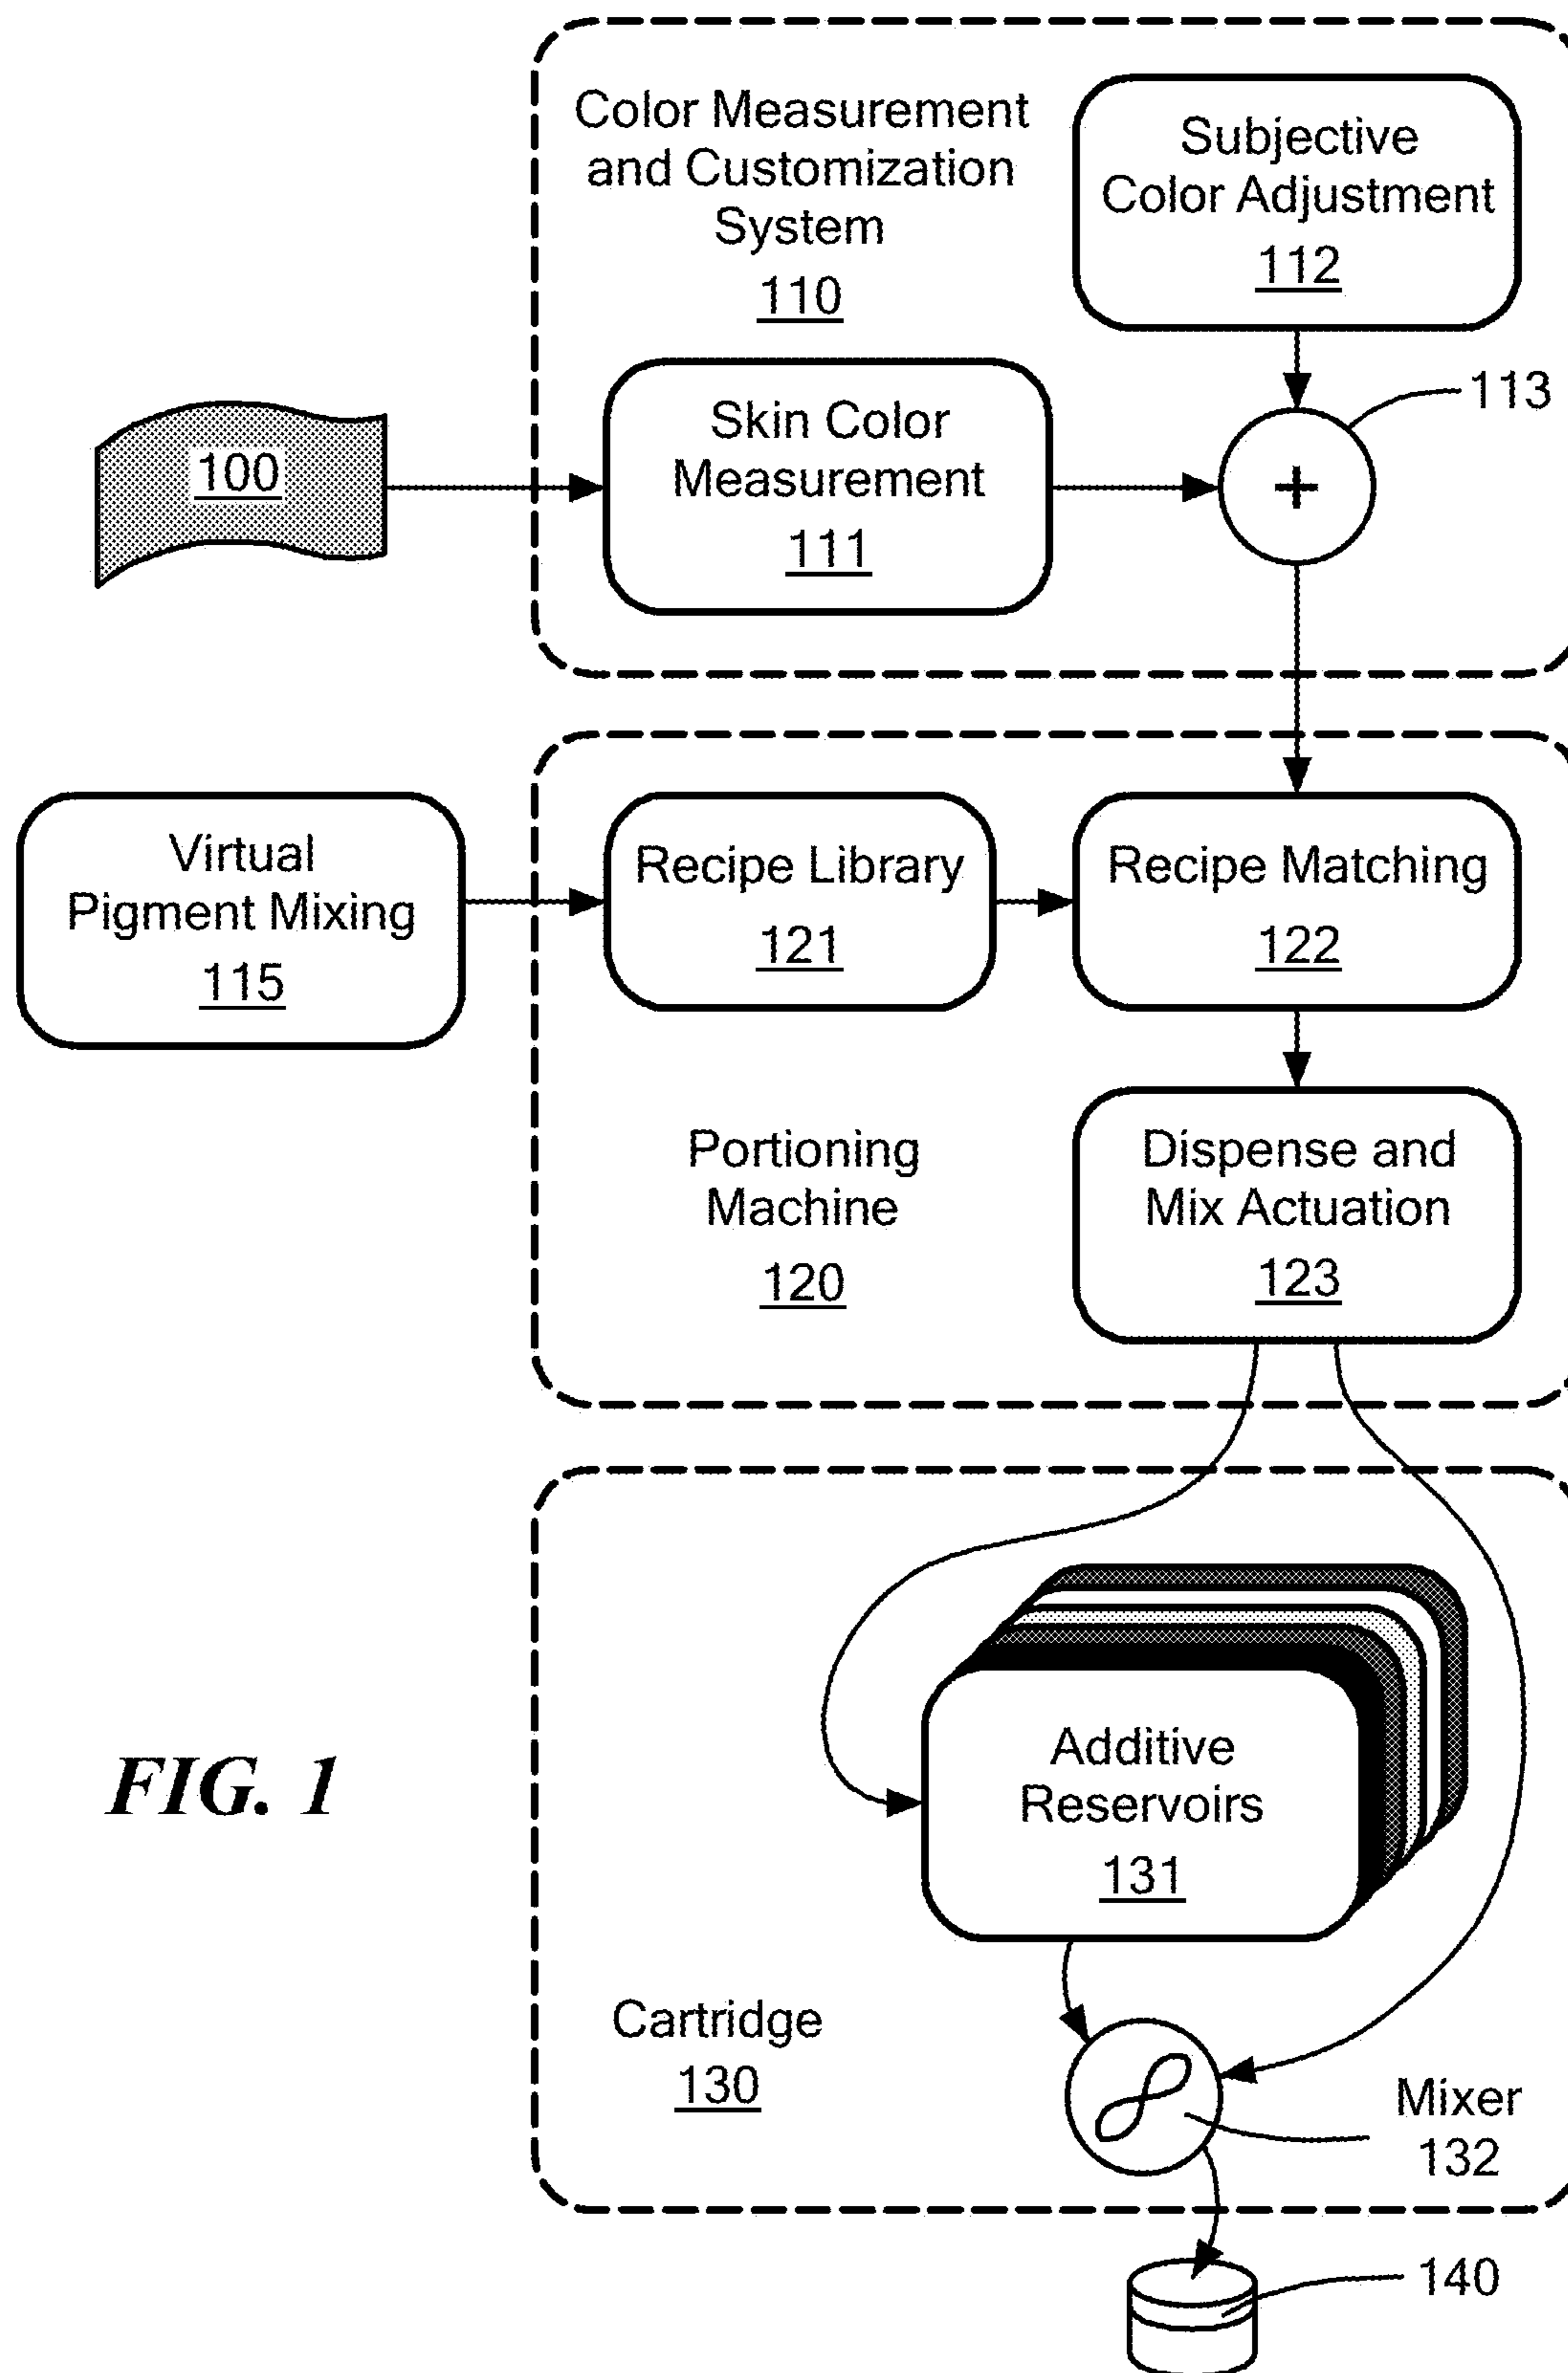 Color Measurement
and Customization
System
110
Subjective
Color Adjustment
112
113
100
Skin Color
Measurement
111
+
Virtual
Pigment Mixing
115
Recipe Library
121
Recipe Matching
122
Portioning
Machine
120
Dispense and
Mix Actuation
123
Additive
Reservoirs
131
FIG. 1
Cartridge
130
Mixer
132
140